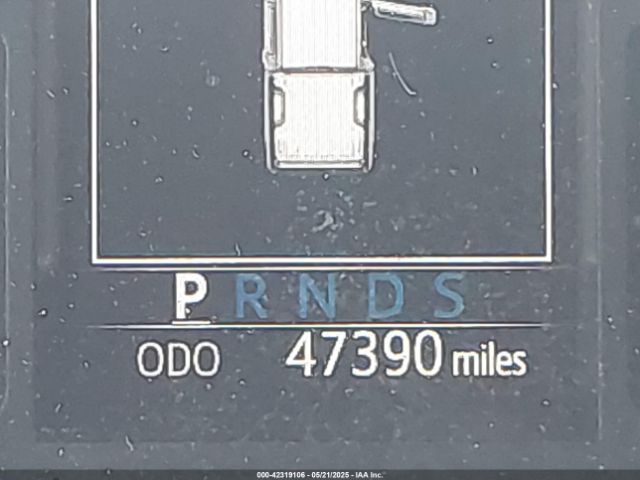 P R N D S
ODO 47390 miles
000-42319106 - 05/21/2025 - IAA Inc.